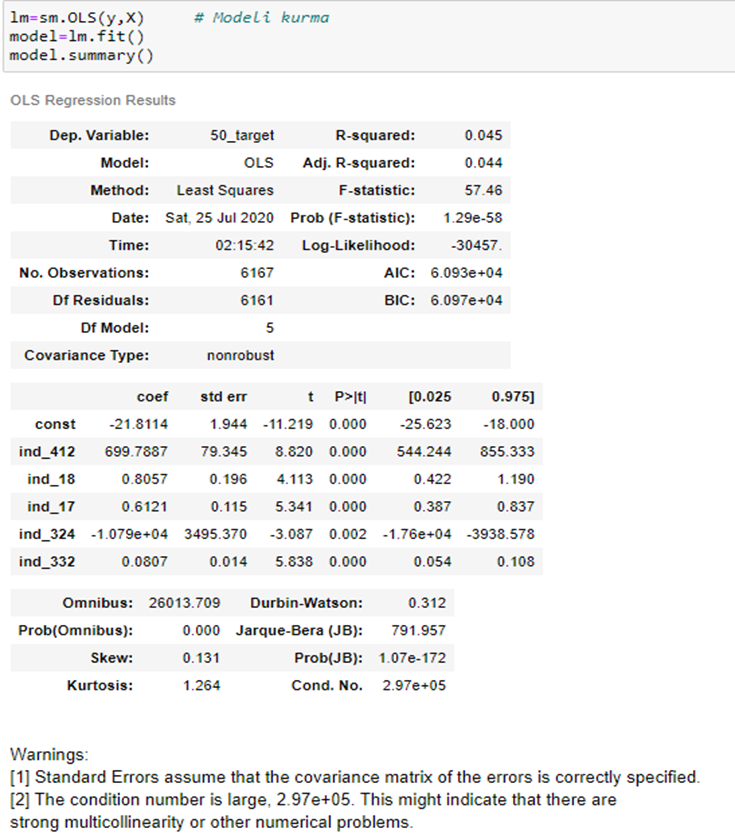 lm=sm.OLS(y,X) # Modeli kurma
model=lm.fit()
model.summary()
OLS Regression Results
Dep. Variable: 50_target R-squared: 0.045
Model: OLS Adj. R-squared: 0.044
Method: Least Squares F-statistic: 57.46
Date: Sat, 25 Jul 2020 Prob (F-statistic): 1.29e-58
Time: 02:15:42 Log-Likelihood: -30457.
No. Observations: 6167 AIC: 6.093e+04
Df Residuals: 6161 BIC: 6.097e+04
Df Model: 5
Covariance Type: nonrobust
coef std err t P>|t| [0.025 0.975]
const -21.8114 1.944 -11.219 0.000 -25.623 -18.000
ind_412 699.7887 79.345 8.820 0.000 544.244 855.333
ind_18 0.8057 0.196 4.113 0.000 0.422 1.190
ind_17 0.6121 0.115 5.341 0.000 0.387 0.837
ind_324 -1.079e+04 3495.370 -3.087 0.002 -1.76e+04 -3938.578
ind_332 0.0807 0.014 5.838 0.000 0.054 0.108
Omnibus: 26013.709 Durbin-Watson: 0.312
Prob(Omnibus): 0.000 Jarque-Bera (JB): 791.957
Skew: 0.131 Prob(JB): 1.07e-172
Kurtosis: 1.264 Cond. No. 2.97e+05
Warnings:
[1] Standard Errors assume that the covariance matrix of the errors is correctly specified.
[2] The condition number is large, 2.97e+05. This might indicate that there are
strong multicollinearity or other numerical problems.